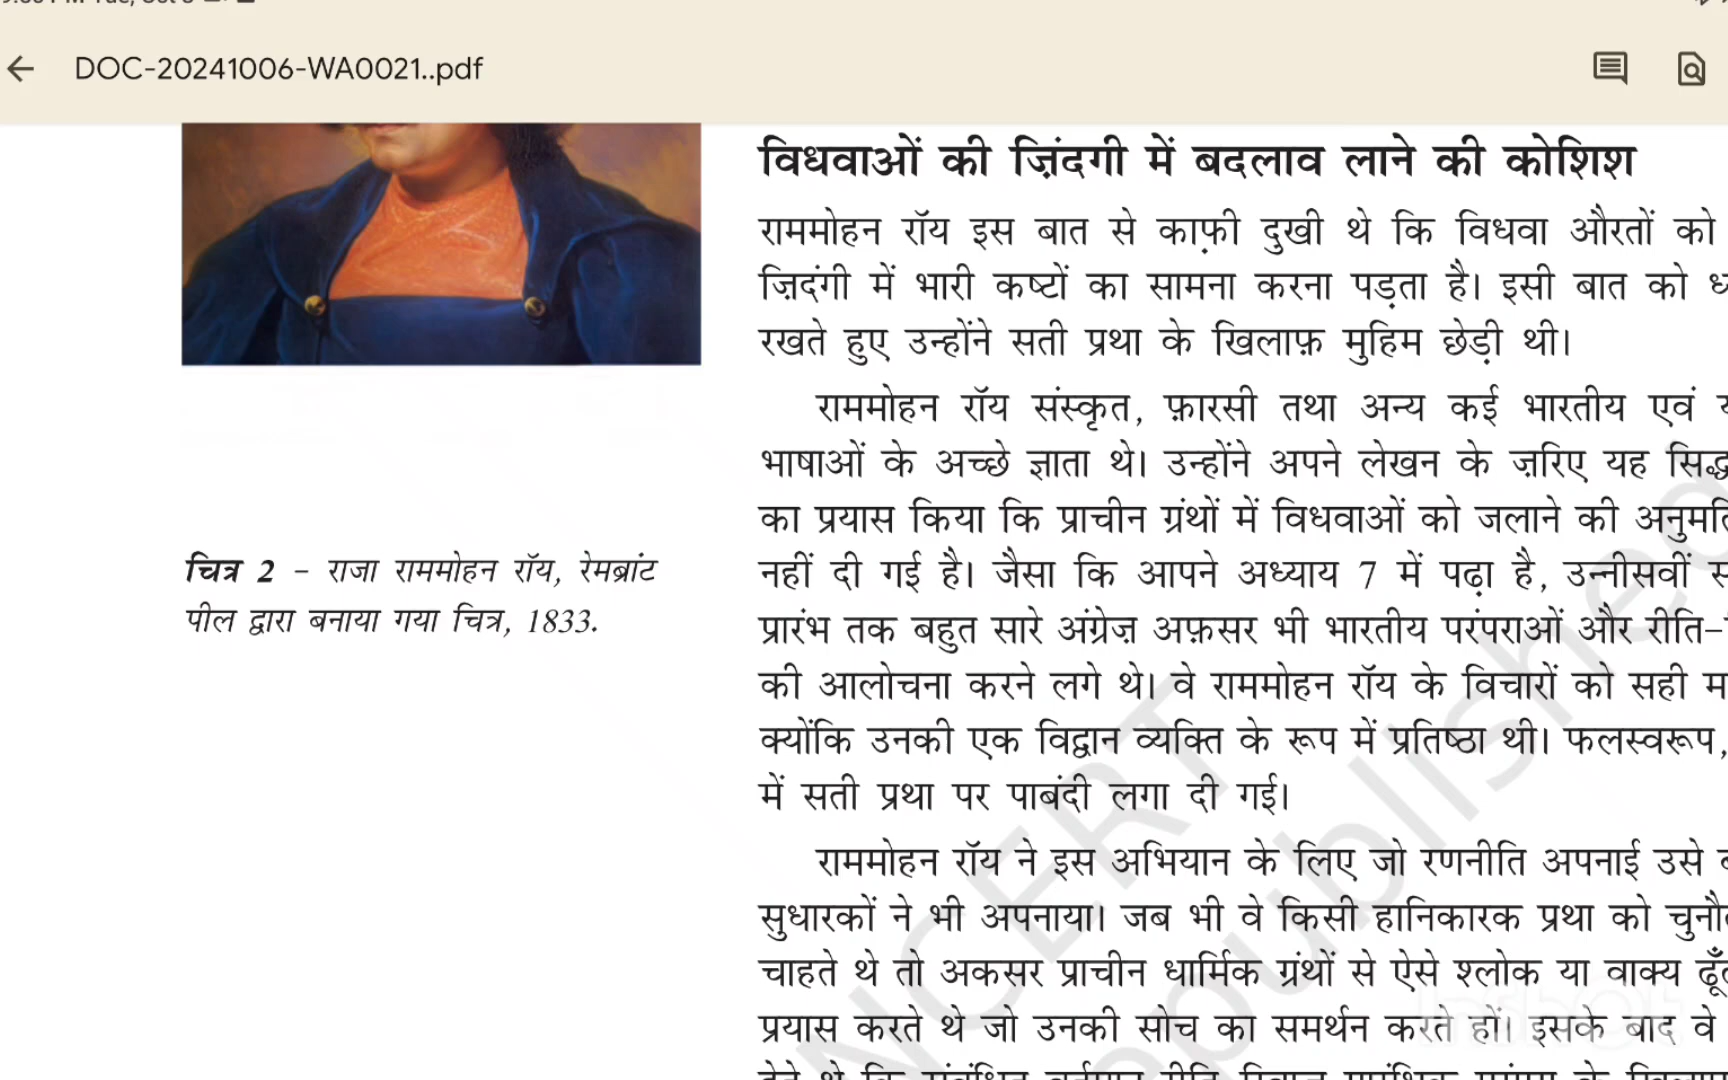 DOC-20241006-WA0021..pdf
विधवाओं की ज़िंदगी में बदलाव लाने की कोशिश
राममोहन रॉय इस बात से काफ़ी दुखी थे कि विधवा औरतों को
ज़िदंगी में भारी कष्टों का सामना करना पड़ता है। इसी बात को
रखते हुए उन्होंने सती प्रथा के खिलाफ़ मुहिम छेड़ी थी।
राममोहन रॉय संस्कृत, फ़ारसी तथा अन्य कई भारतीय एवं
भाषाओं के अच्छे ज्ञाता थे। उन्होंने अपने लेखन के ज़रिए यह सिद्ध
का प्रयास किया कि प्राचीन ग्रंथों में विधवाओं को जलाने की अनुमति
नहीं दी गई है। जैसा कि आपने अध्याय 7 में पढ़ा है, उन्नीसवीं
प्रारंभ तक बहुत सारे अंग्रेज़ अफ़सर भी भारतीय परंपराओं और रीति-
की आलोचना करने लगे थे। वे राममोहन रॉय के विचारों को सही
क्योंकि उनकी एक विद्वान व्यक्ति के रूप में प्रतिष्ठा थी। फलस्वरूप,
में सती प्रथा पर पाबंदी लगा दी गई।
राममोहन रॉय ने इस अभियान के लिए जो रणनीति अपनाई उसे
सुधारकों ने भी अपनाया। जब भी वे किसी हानिकारक प्रथा को
चाहते थे तो अकसर प्राचीन धार्मिक ग्रंथों से ऐसे श्लोक या वाक्य
प्रयास करते थे जो उनकी सोच का समर्थन करते हों। इसके बाद वे
चित्र 2 – राजा राममोहन रॉय, रेमब्रांट
पील द्वारा बनाया गया चित्र, 1833.
NCERT